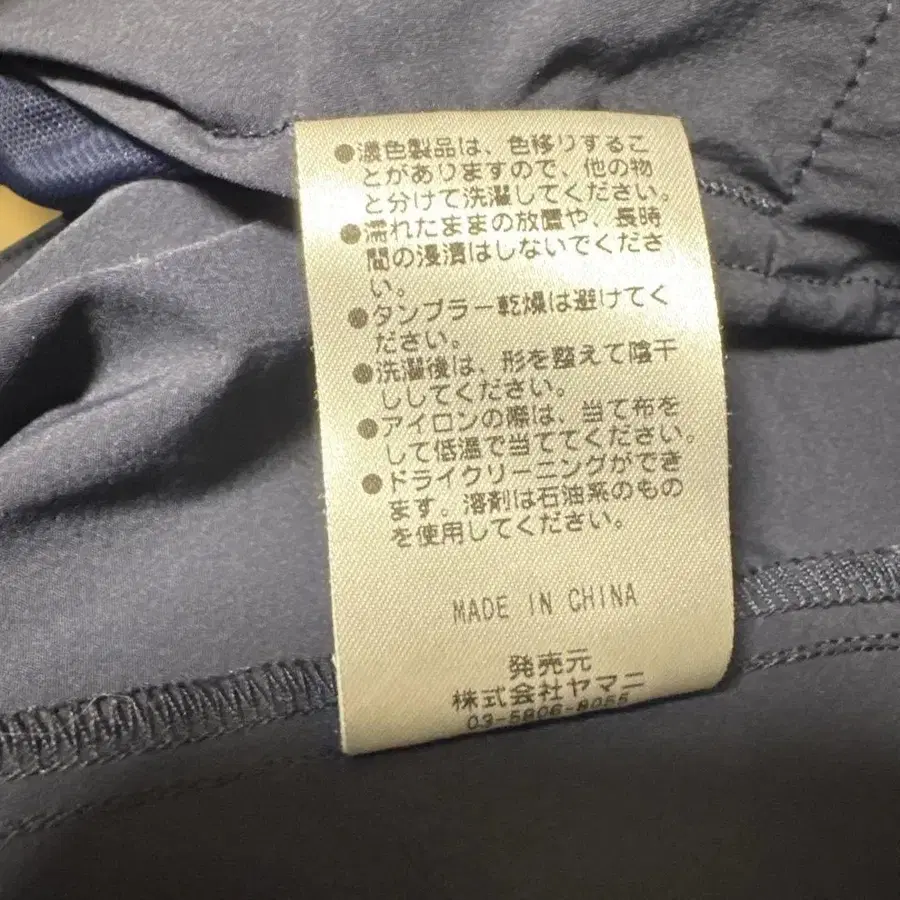 ●濃色製品は、色移りするこ
とがありますので、他の物
と分けて洗濯してください。
●濡れたままの放置や、長時
間の浸漬はしないでくださ
い。
●タンブラー乾燥は避けてく
ださい。
●洗濯後は、形を整えて陰干
ししてください。
●アイロンの際は、当て布を
して低温で当ててください。
●ドライクリーニングができ
ます。溶剤は石油系のもの
を使用してください。
MADE IN CHINA
発売元
株式会社ヤマニ
03-5806-8055